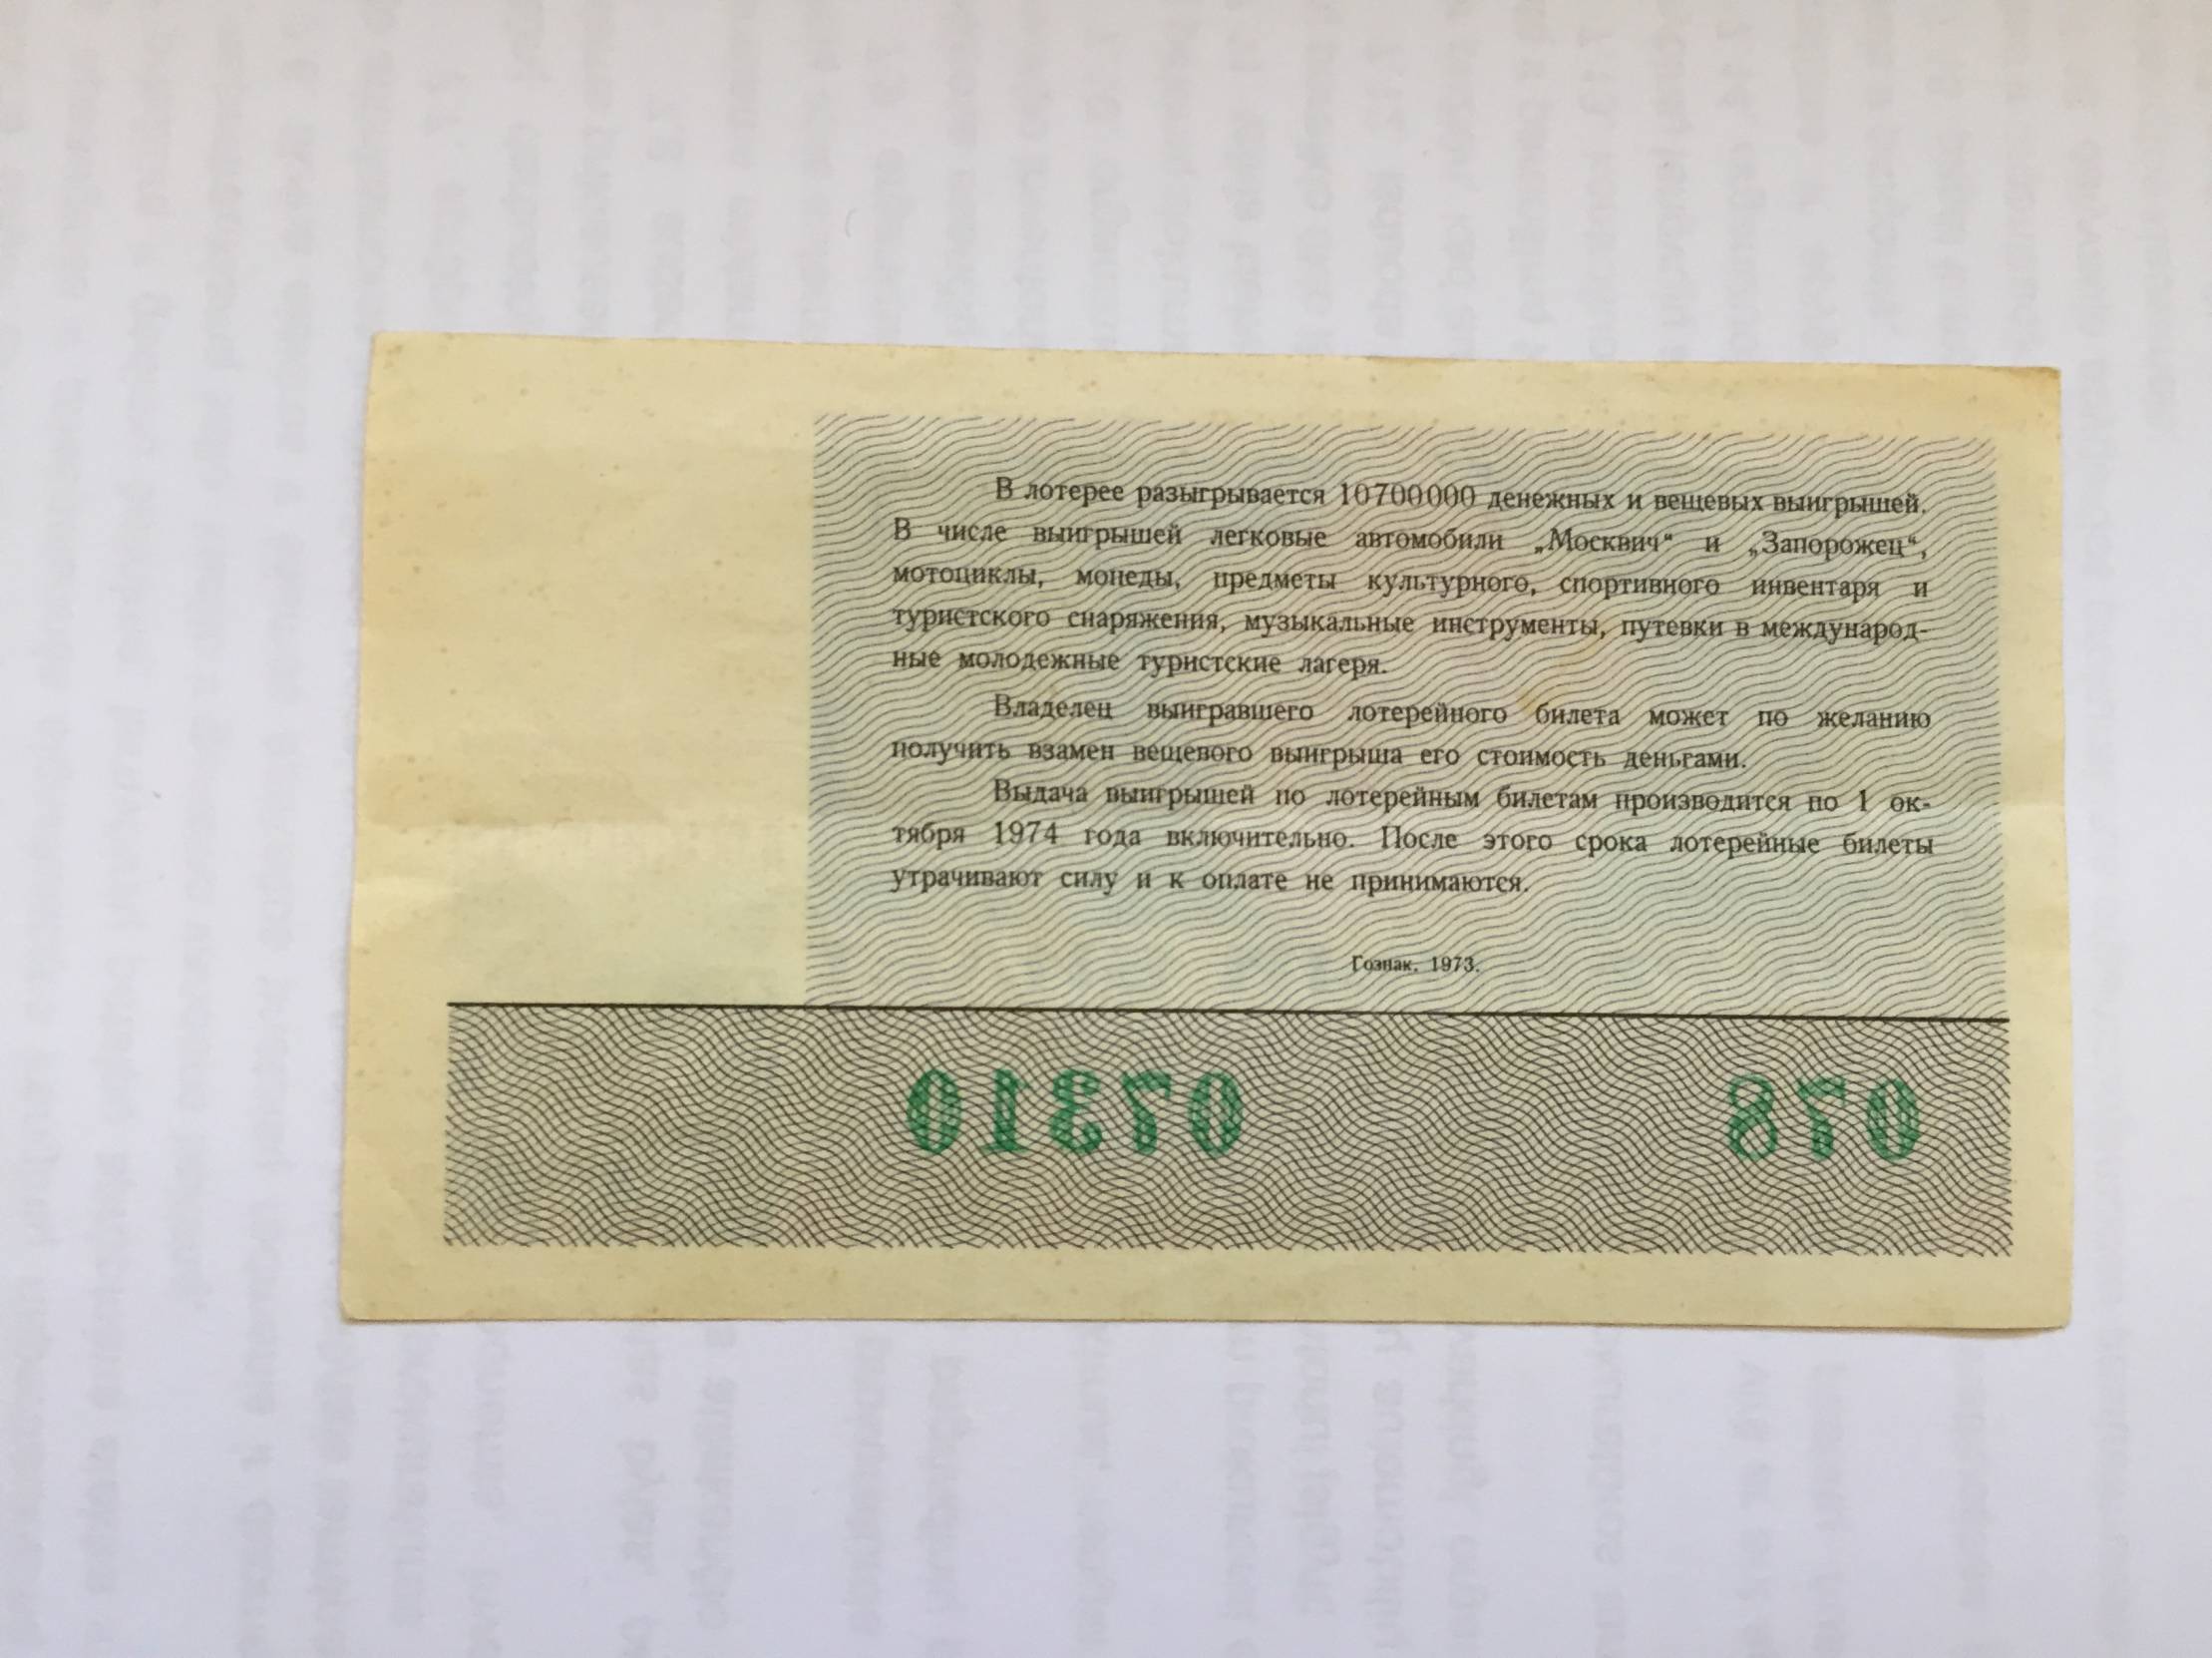 В лотерее разыгрывается 10700000 денежных и вещевых выигрышей.
В числе выигрышей легковые автомобили „Москвич“ и „Запорожец“,
мотоциклы, мопеды, предметы культурного, спортивного инвентаря и
туристского снаряжения, музыкальные инструменты, путевки в международ-
ные молодежные туристские лагеря.
Владелец выигравшего лотерейного билета может по желанию
получить взамен вещевого выигрыша его стоимость деньгами.
Выдача выигрышей по лотерейным билетам производится по 1 ок-
тября 1974 года включительно. После этого срока лотерейные билеты
утрачивают силу и к оплате не принимаются.
Гознак. 1973.
07310 078